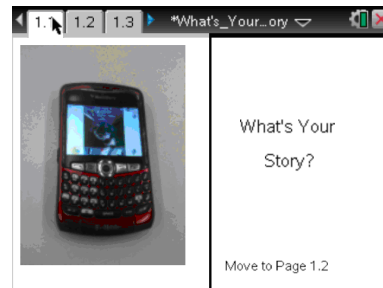 1.1 1.2 1.3 *What's_Your...ory
What's Your
Story?
Move to Page 1.2